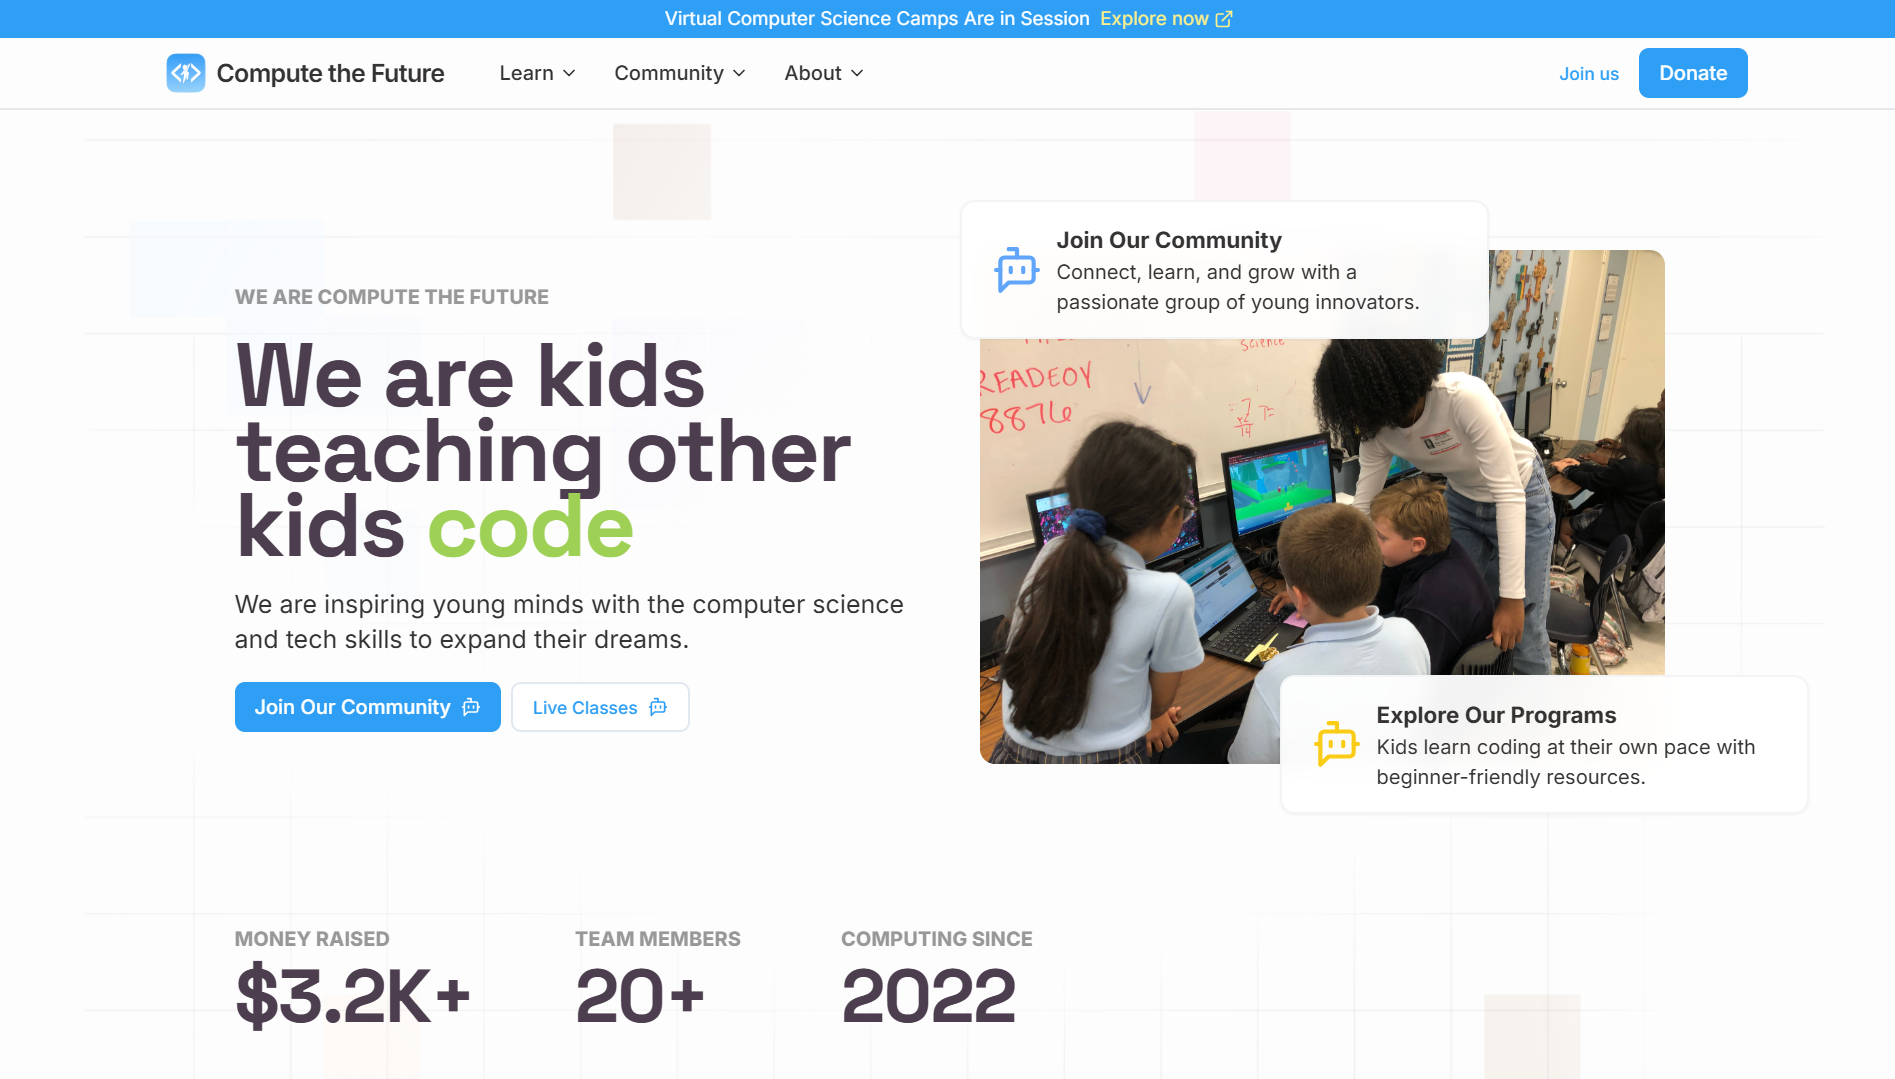 Virtual Computer Science Camps Are in Session Explore now
Compute the Future
Learn
Community
About
Join us
Donate
WE ARE COMPUTE THE FUTURE
We are kids
teaching other
kids code
We are inspiring young minds with the computer science
and tech skills to expand their dreams.
Join Our Community
Live Classes
Join Our Community
Connect, learn, and grow with a
passionate group of young innovators.
science
READEOY
8876
Explore Our Programs
Kids learn coding at their own pace with
beginner-friendly resources.
MONEY RAISED
$3.2K+
TEAM MEMBERS
20+
COMPUTING SINCE
2022